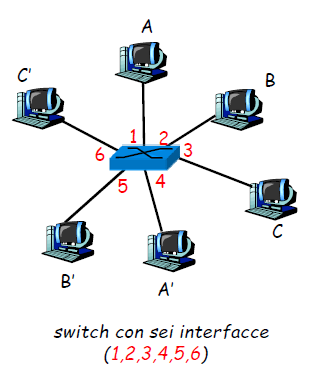 A
C'
B
1
2
6
3
5
4
C
B'
A'
switch con sei interfacce
(1,2,3,4,5,6)